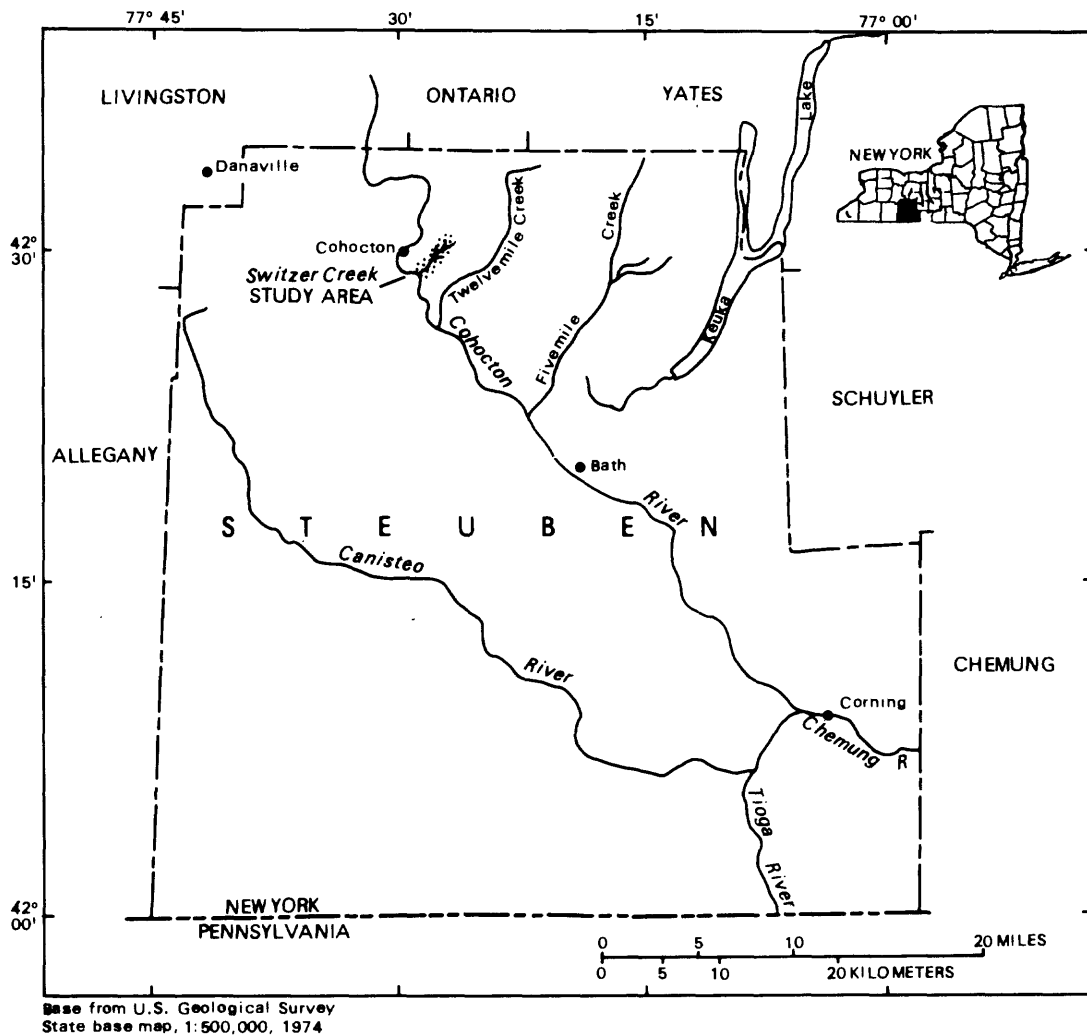 77° 45'
30'
15'
77° 00'
LIVINGSTON
ONTARIO
YATES
Lake
NEW YORK
Danaville
Creek
Twelvemile Creek
42°
30'
Cohocton
Switzer Creek
STUDY AREA
Cohocton
Fivemile
Keuka
SCHUYLER
ALLEGANY
Bath
River
STEUBEN
Canisteo
15'
River
CHEMUNG
Corning
Chemung
R
Tioga
River
42°
00'
NEW YORK
PENNSYLVANIA
0 5 10 20 MILES
0 5 10 20 KILOMETERS
Base from U.S. Geological Survey
State base map, 1:500,000, 1974